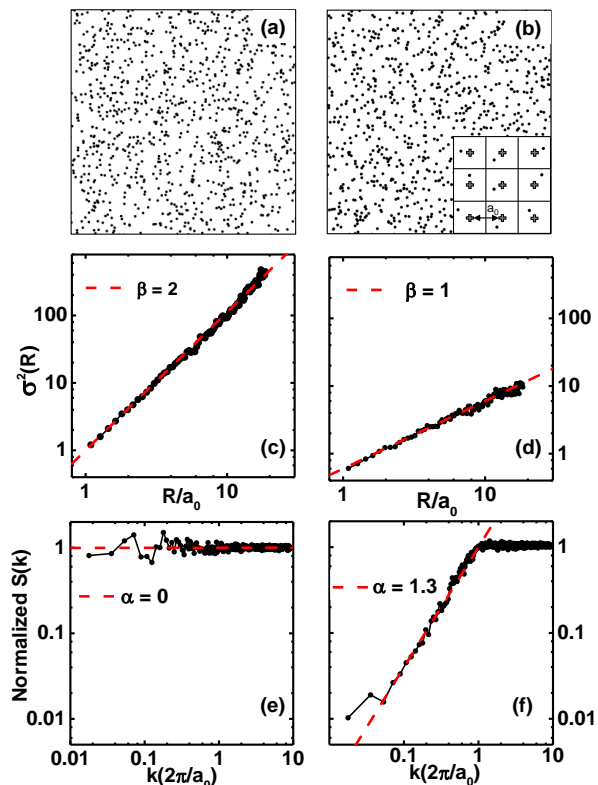 (a)
(b)
a₀
β = 2
100
10
1
σ²(R)
(c)
1
10
R/a₀
β = 1
100
10
1
(d)
1
10
R/a₀
Normalized S(k)
1
0.1
0.01
α = 0
(e)
0.01
0.1
1
10
k(2π/a₀)
α = 1.3
1
0.1
0.01
(f)
0.1
1
10
k(2π/a₀)